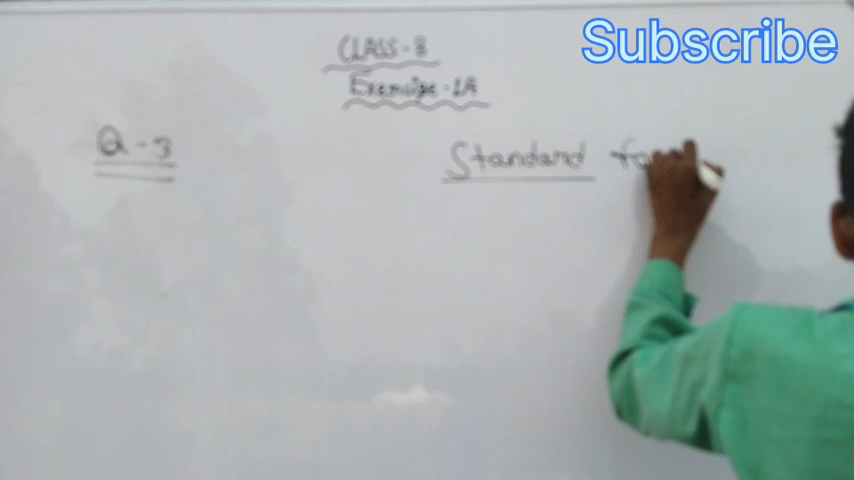 Subscribe
CLASS - 8
Exercise - 1A
Q - 3
Standard